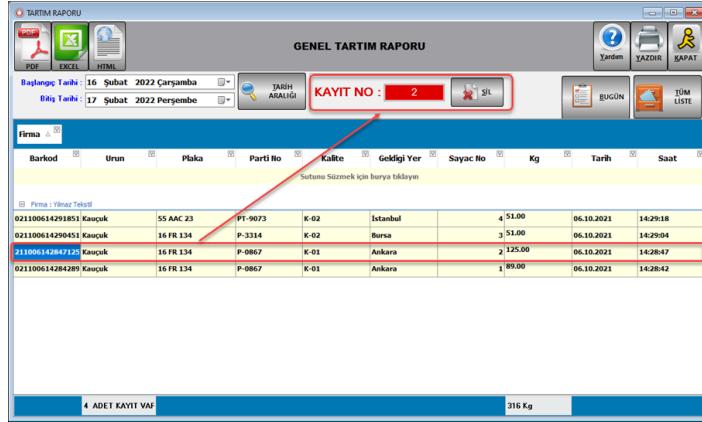 TARTIM RAPORU
PDF EXCEL HTML
GENEL TARTIM RAPORU
Yardım YAZDIR KAPAT
Başlangıç Tarihi : 16 Şubat 2022 Çarşamba
Bitiş Tarihi : 17 Şubat 2022 Perşembe
TARİH ARALIĞI
KAYIT NO : 2
SİL
BUGÜN
TÜM LİSTE
Firma
Barkod Urun Plaka Parti No Kalite Geldigi Yer Sayac No Kg Tarih Saat
Sutunu Süzmek için burya tıklayın
Firma : Yılmaz Tekstil
021100614291851 Kauçuk 55 AAC 23 PT-9073 K-02 İstanbul 4 51.00 06.10.2021 14:29:18
021100614290451 Kauçuk 16 FR 134 P-3314 K-02 Bursa 3 51.00 06.10.2021 14:29:04
211006142847125 Kauçuk 16 FR 134 P-0867 K-01 Ankara 2 125.00 06.10.2021 14:28:47
021100614284289 Kauçuk 16 FR 134 P-0867 K-01 Ankara 1 89.00 06.10.2021 14:28:42
4 ADET KAYIT VAR 316 Kg